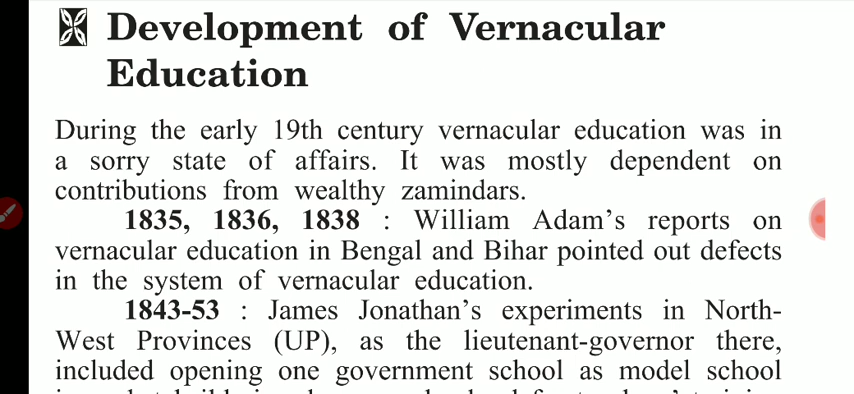 Development of Vernacular
Education
During the early 19th century vernacular education was in
a sorry state of affairs. It was mostly dependent on
contributions from wealthy zamindars.
1835, 1836, 1838 : William Adam's reports on
vernacular education in Bengal and Bihar pointed out defects
in the system of vernacular education.
1843-53 : James Jonathan's experiments in North-
West Provinces (UP), as the lieutenant-governor there,
included opening one government school as model school